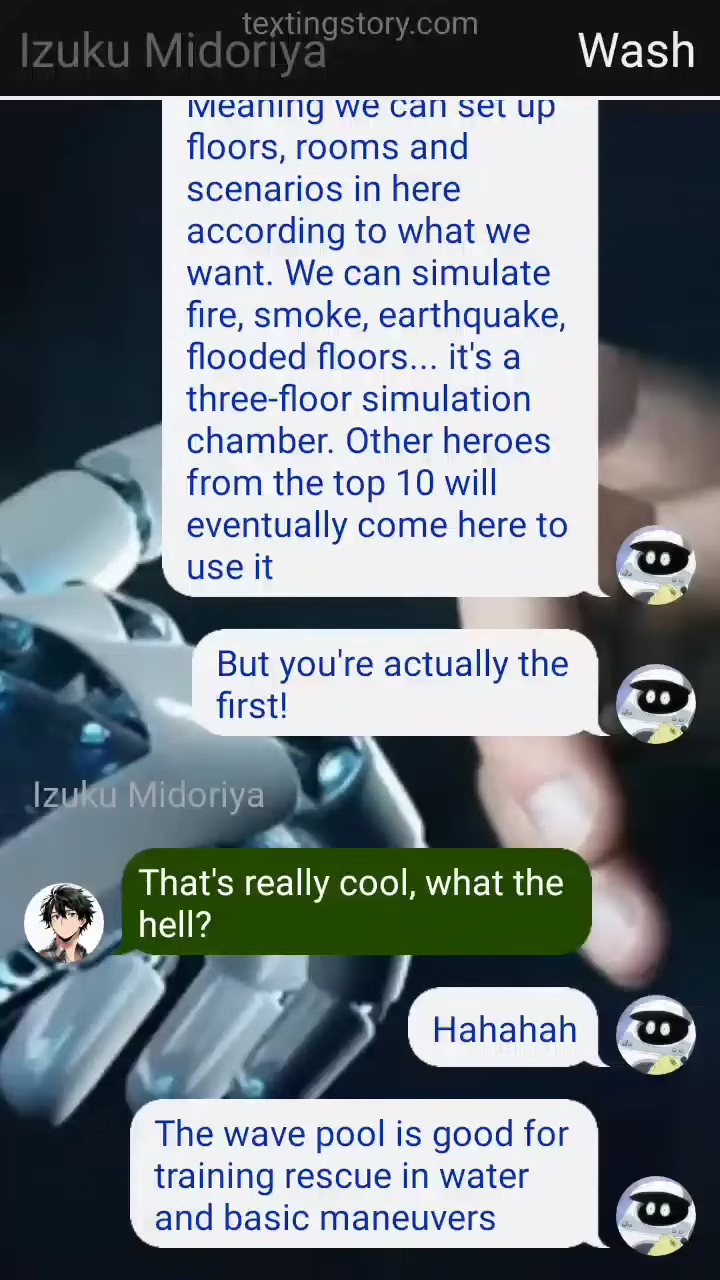 textingstory.com
Izuku Midoriya
Wash
Meaning we can set up
floors, rooms and
scenarios in here
according to what we
want. We can simulate
fire, smoke, earthquake,
flooded floors... it's a
three-floor simulation
chamber. Other heroes
from the top 10 will
eventually come here to
use it
But you're actually the
first!
Izuku Midoriya
That's really cool, what the
hell?
Hahahah
The wave pool is good for
training rescue in water
and basic maneuvers